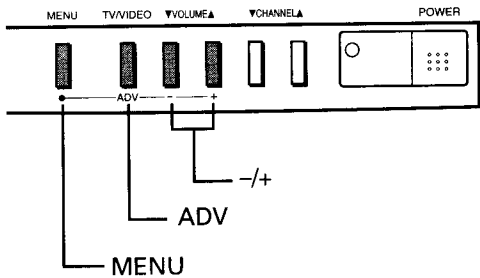 MENU TV/VIDEO ▼VOLUME▲ ▼CHANNEL▲ POWER
ADV - +
-/+
ADV
MENU